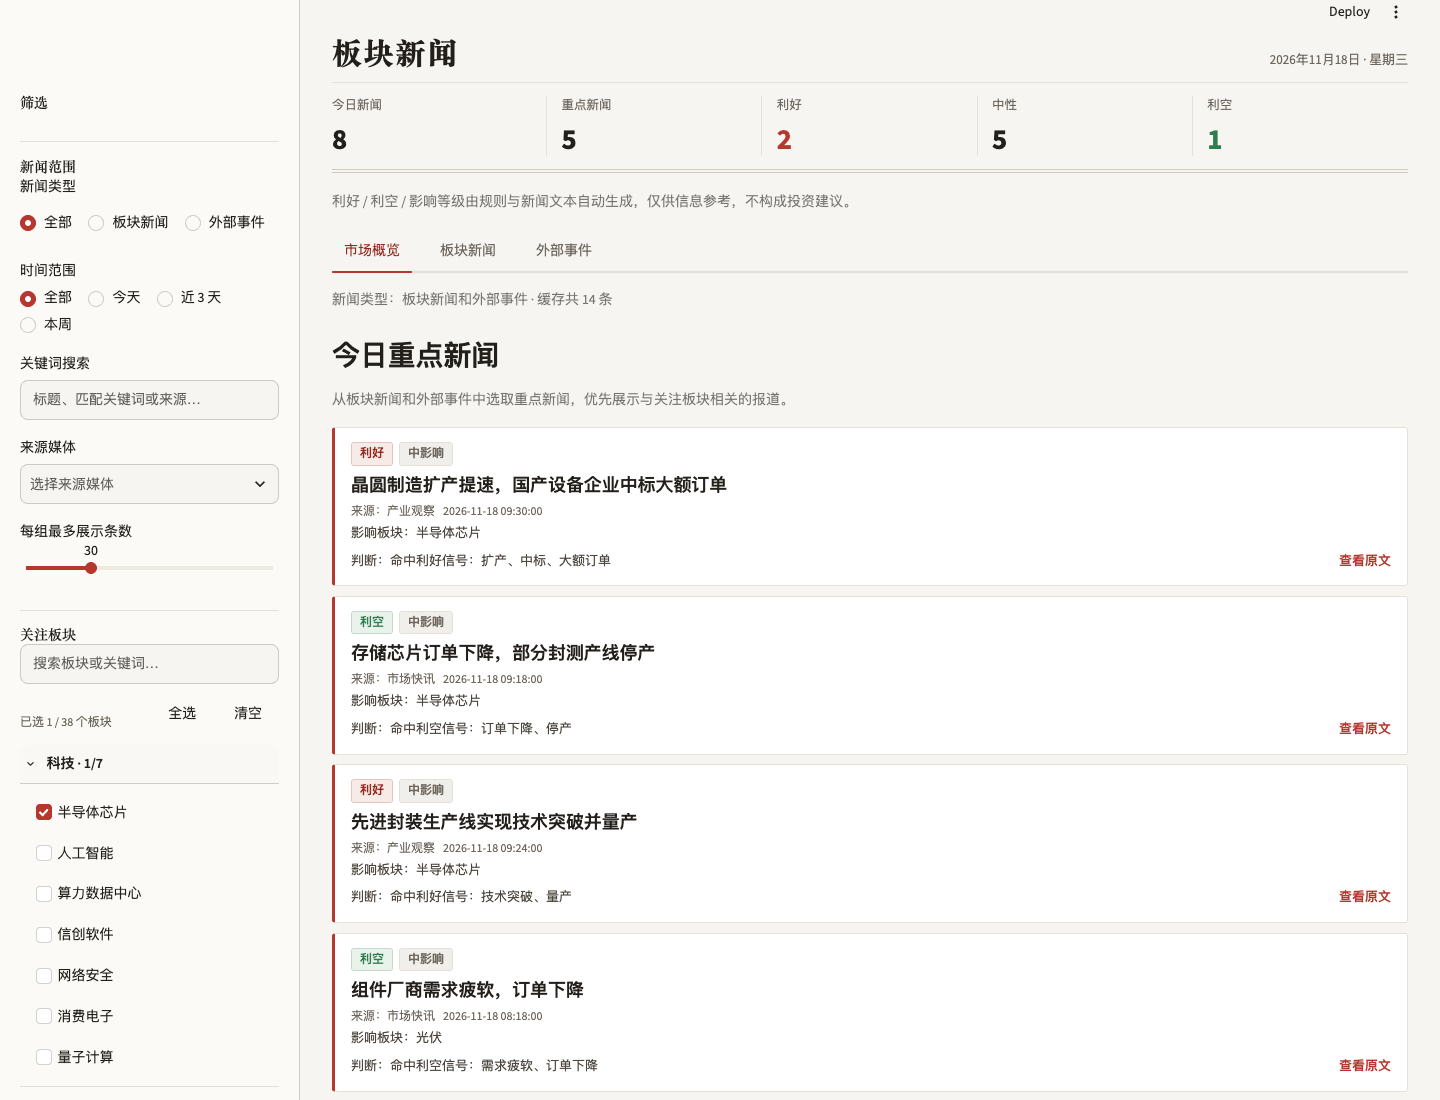 筛选
新闻范围
新闻类型
全部
板块新闻
外部事件
时间范围
全部
今天
近 3 天
本周
关键词搜索
标题、匹配关键词或来源…
来源媒体
选择来源媒体
每组最多展示条数
30
关注板块
搜索板块或关键词…
已选 1 / 38 个板块
全选
清空
科技 · 1/7
半导体芯片
人工智能
算力数据中心
信创软件
网络安全
消费电子
量子计算
Deploy
板块新闻
2026年11月18日 · 星期三
今日新闻
8
重点新闻
5
利好
2
中性
5
利空
1
利好 / 利空 / 影响等级由规则与新闻文本自动生成，仅供信息参考，不构成投资建议。
市场概览
板块新闻
外部事件
新闻类型：板块新闻和外部事件 · 缓存共 14 条
今日重点新闻
从板块新闻和外部事件中选取重点新闻，优先展示与关注板块相关的报道。
利好 中影响
晶圆制造扩产提速，国产设备企业中标大额订单
来源：产业观察 2026-11-18 09:30:00
影响板块：半导体芯片
判断：命中利好信号：扩产、中标、大额订单
查看原文
利空 中影响
存储芯片订单下降，部分封测产线停产
来源：市场快讯 2026-11-18 09:18:00
影响板块：半导体芯片
判断：命中利空信号：订单下降、停产
查看原文
利好 中影响
先进封装生产线实现技术突破并量产
来源：产业观察 2026-11-18 09:24:00
影响板块：半导体芯片
判断：命中利好信号：技术突破、量产
查看原文
利空 中影响
组件厂商需求疲软，订单下降
来源：市场快讯 2026-11-18 08:18:00
影响板块：光伏
判断：命中利空信号：需求疲软、订单下降
查看原文